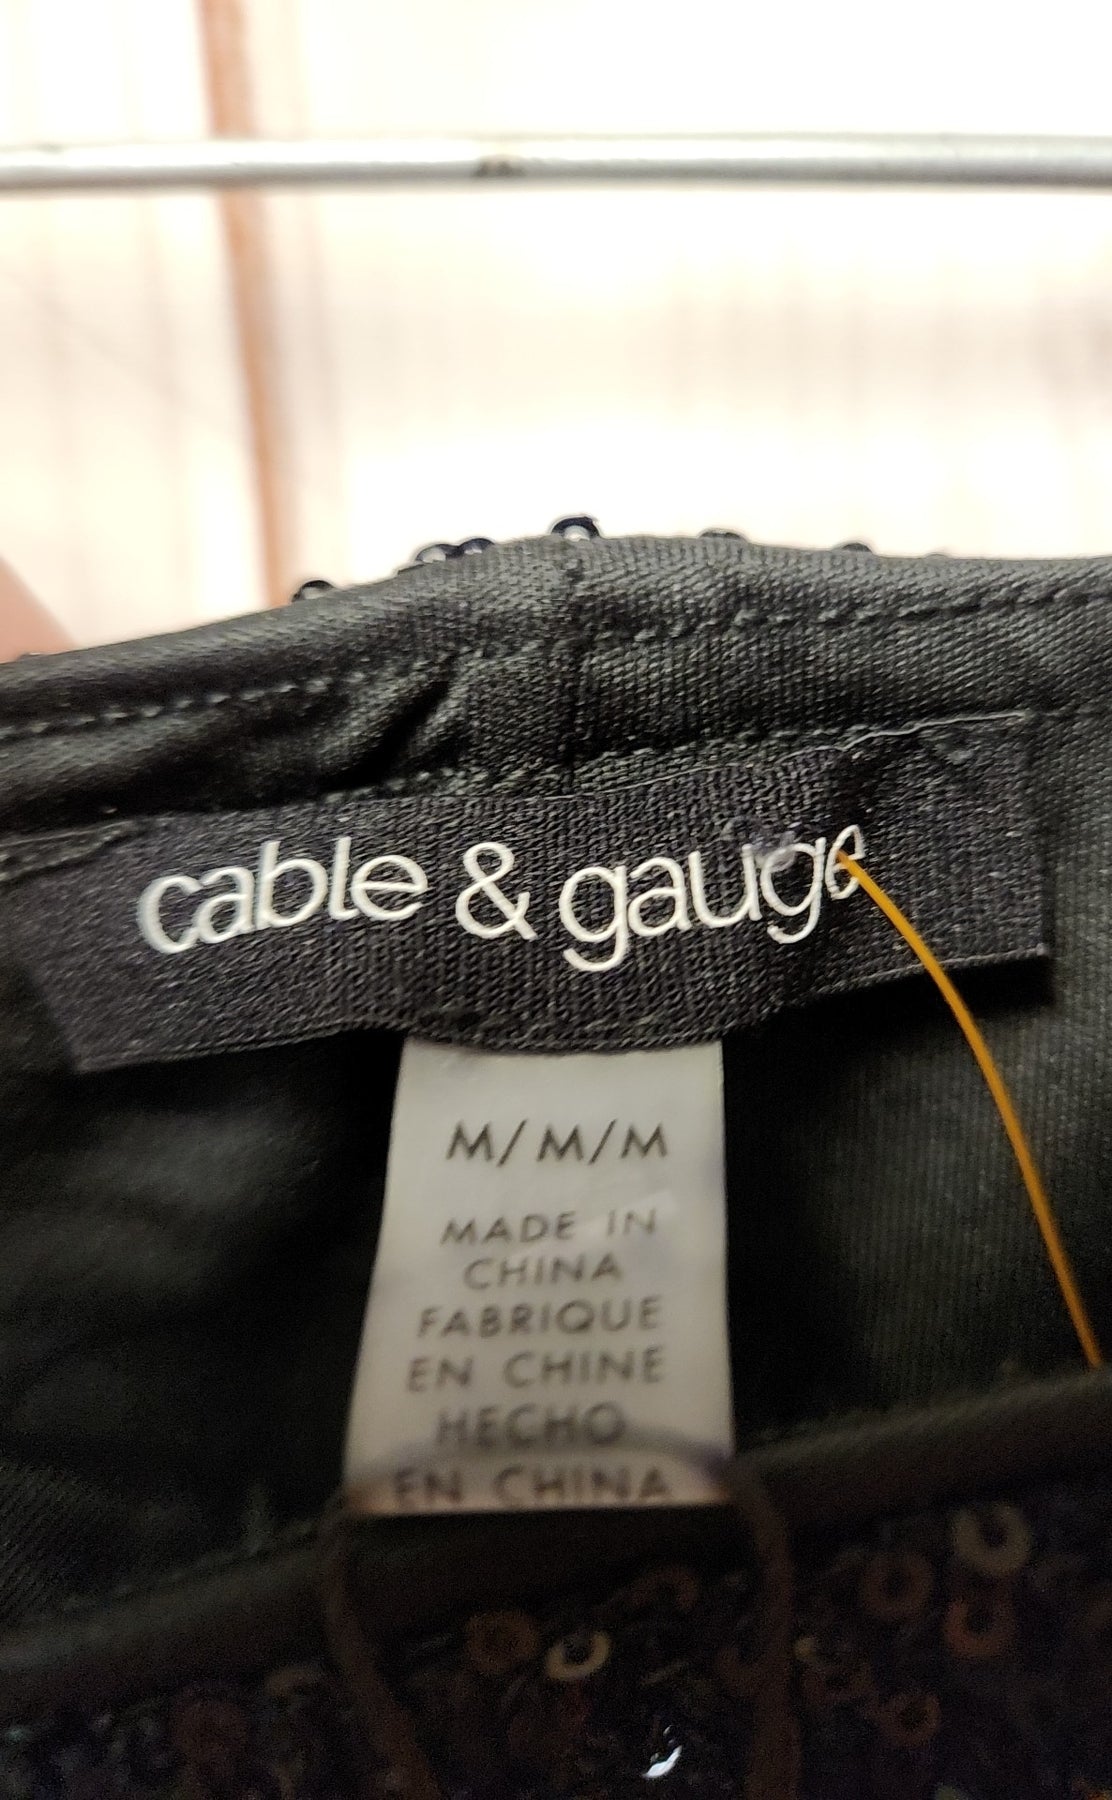 cable & gauge
M/M/M
MADE IN
CHINA
FABRIQUE
EN CHINE
HECHO
EN CHINA